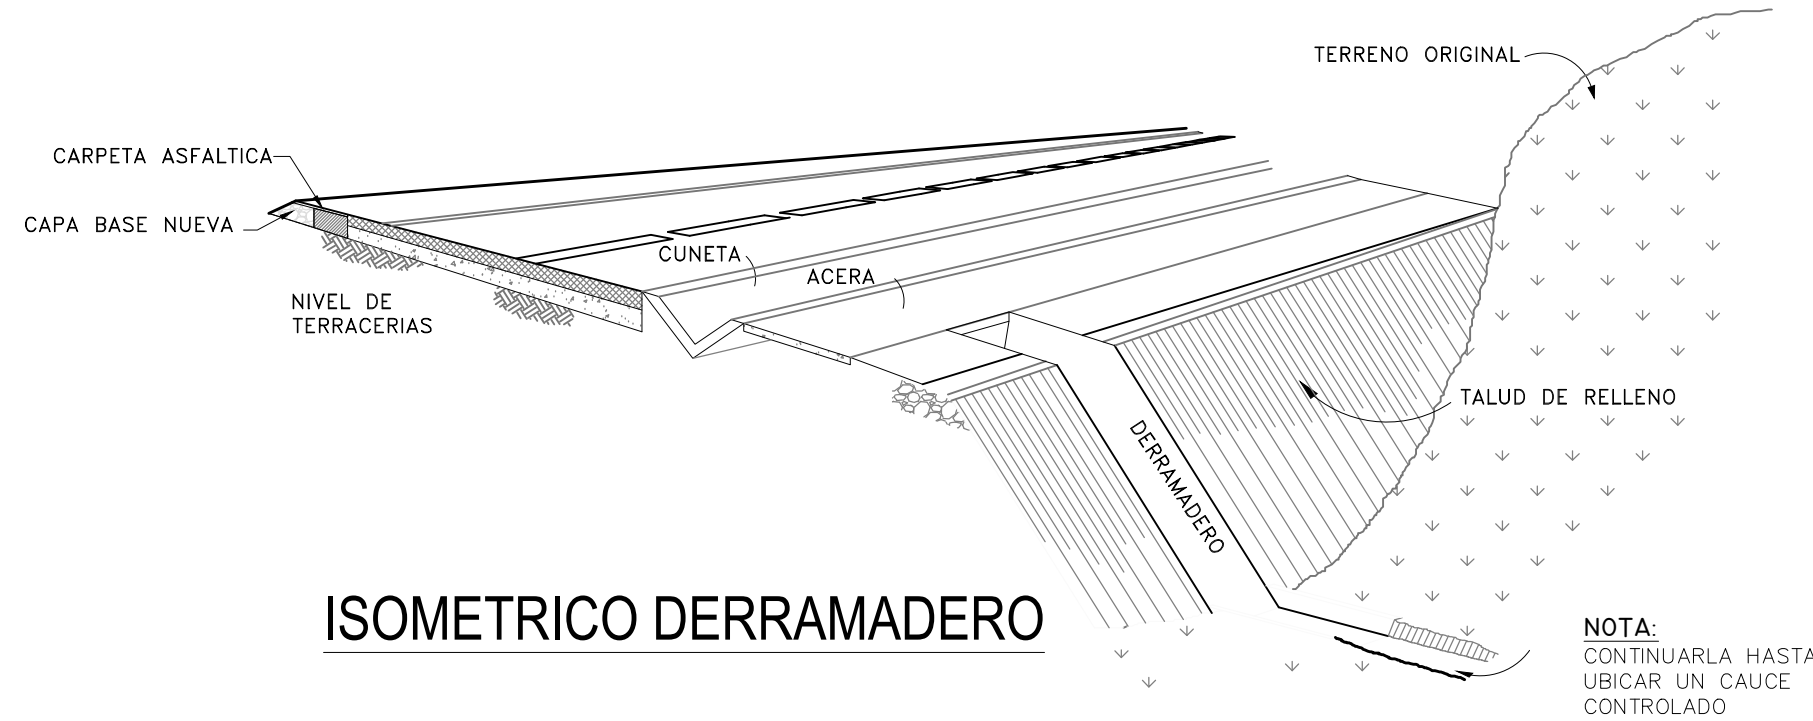 TERRENO ORIGINAL
CARPETA ASFALTICA
CAPA BASE NUEVA
CUNETA
ACERA
NIVEL DE
TERRACERIAS
TALUD DE RELLENO
DERRAMADERO
ISOMETRICO DERRAMADERO
NOTA:
CONTINUARLA HASTA
UBICAR UN CAUCE
CONTROLADO